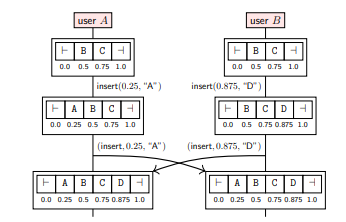 user A user B
⊢ B C ⊣ ⊢ B C ⊣
0.0 0.5 0.75 1.0 0.0 0.5 0.75 1.0
insert(0.25, "A") insert(0.875, "D")
⊢ A B C ⊣ ⊢ B C D ⊣
0.0 0.25 0.5 0.75 1.0 0.0 0.5 0.75 0.875 1.0
(insert, 0.25, "A") (insert, 0.875, "D")
⊢ A B C D ⊣ ⊢ A B C D ⊣
0.0 0.25 0.5 0.75 0.875 1.0 0.0 0.25 0.5 0.75 0.875 1.0